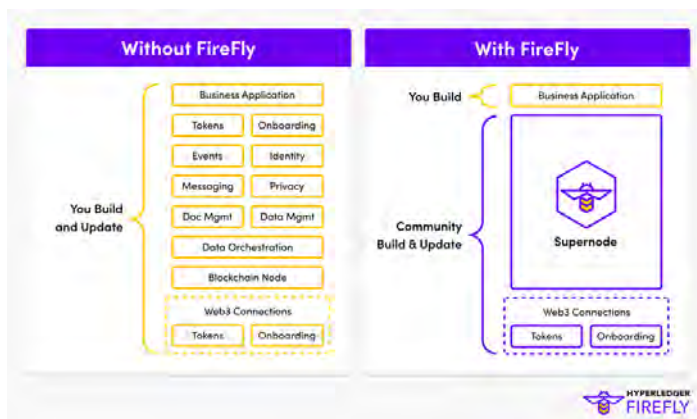 Without FireFly
Business Application
Tokens
Onboarding
Events
Identity
Messaging
Privacy
Doc Mgmt
Data Mgmt
Data Orchestration
Blockchain Node
Web3 Connections
Tokens
Onboarding
You Build
and Update
With FireFly
You Build
Business Application
Community
Build & Update
Supernode
Web3 Connections
Tokens
Onboarding
HYPERLEDGER
FIREFLY